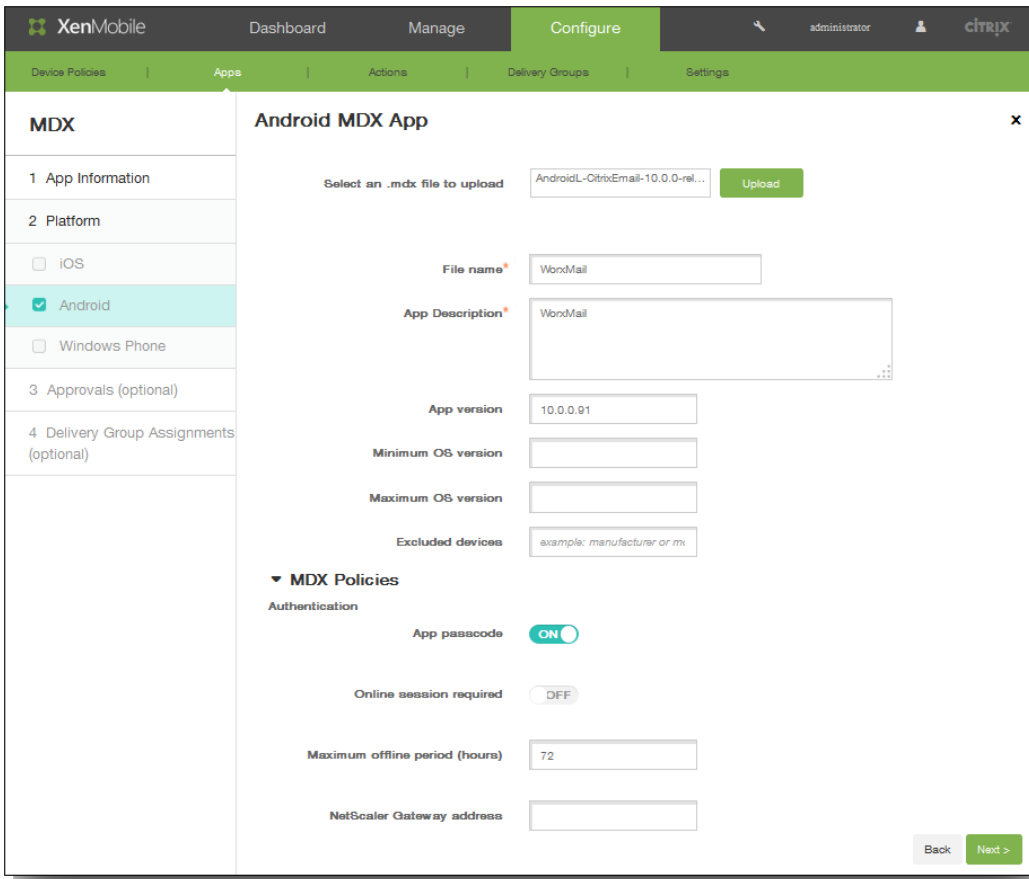 XenMobile Dashboard Manage Configure administrator CİTRIX
Device Policies | Apps | Actions | Delivery Groups | Settings
MDX
1 App Information
2 Platform
iOS
Android
Windows Phone
3 Approvals (optional)
4 Delivery Group Assignments
(optional)
Android MDX App x
Select an .mdx file to upload AndroidL-CitrixEmail-10.0.0-rel... Upload
File name* WorxMail
App Description* WorxMail
App version 10.0.0.91
Minimum OS version
Maximum OS version
Excluded devices example: manufacturer or mo
MDX Policies
Authentication
App passcode ON
Online session required OFF
Maximum offline period (hours) 72
NetScaler Gateway address
Back Next >